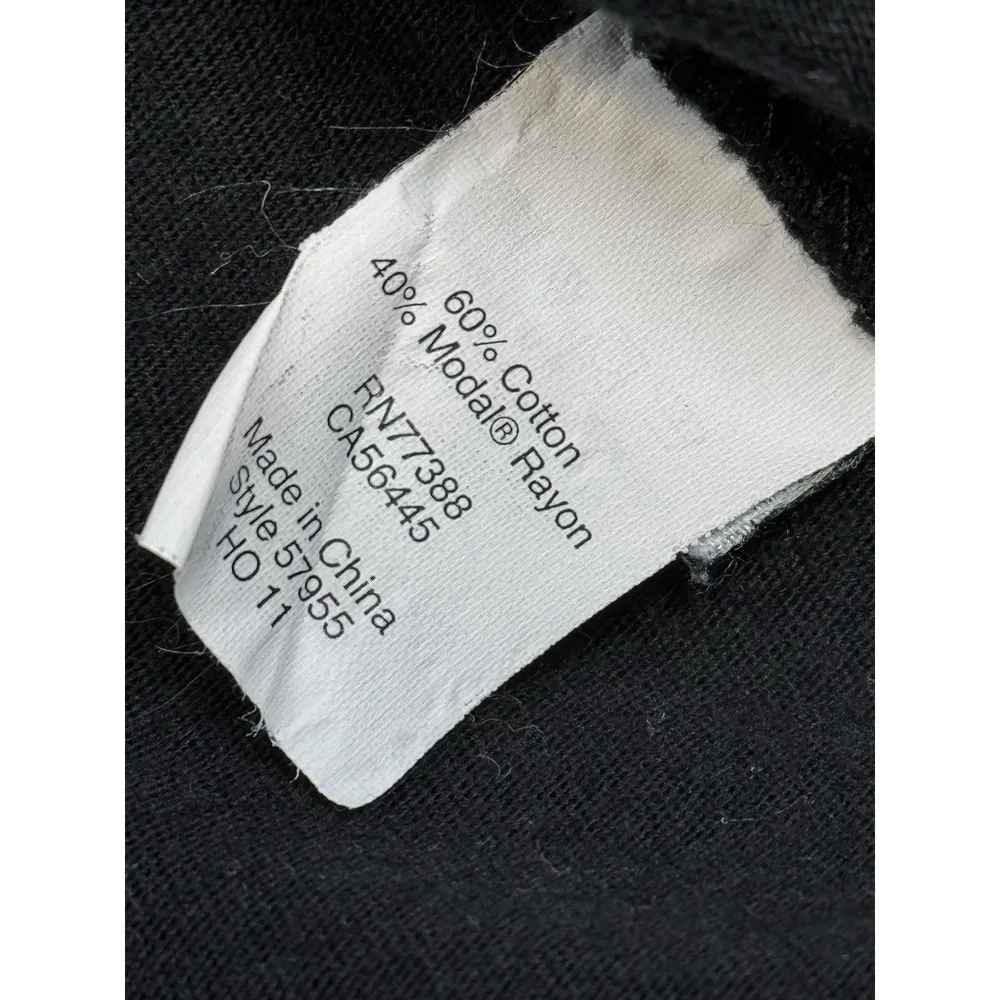 60% Cotton
40% Modal® Rayon
RN77388
CA56445
Made in China
Style 57955
HO 11